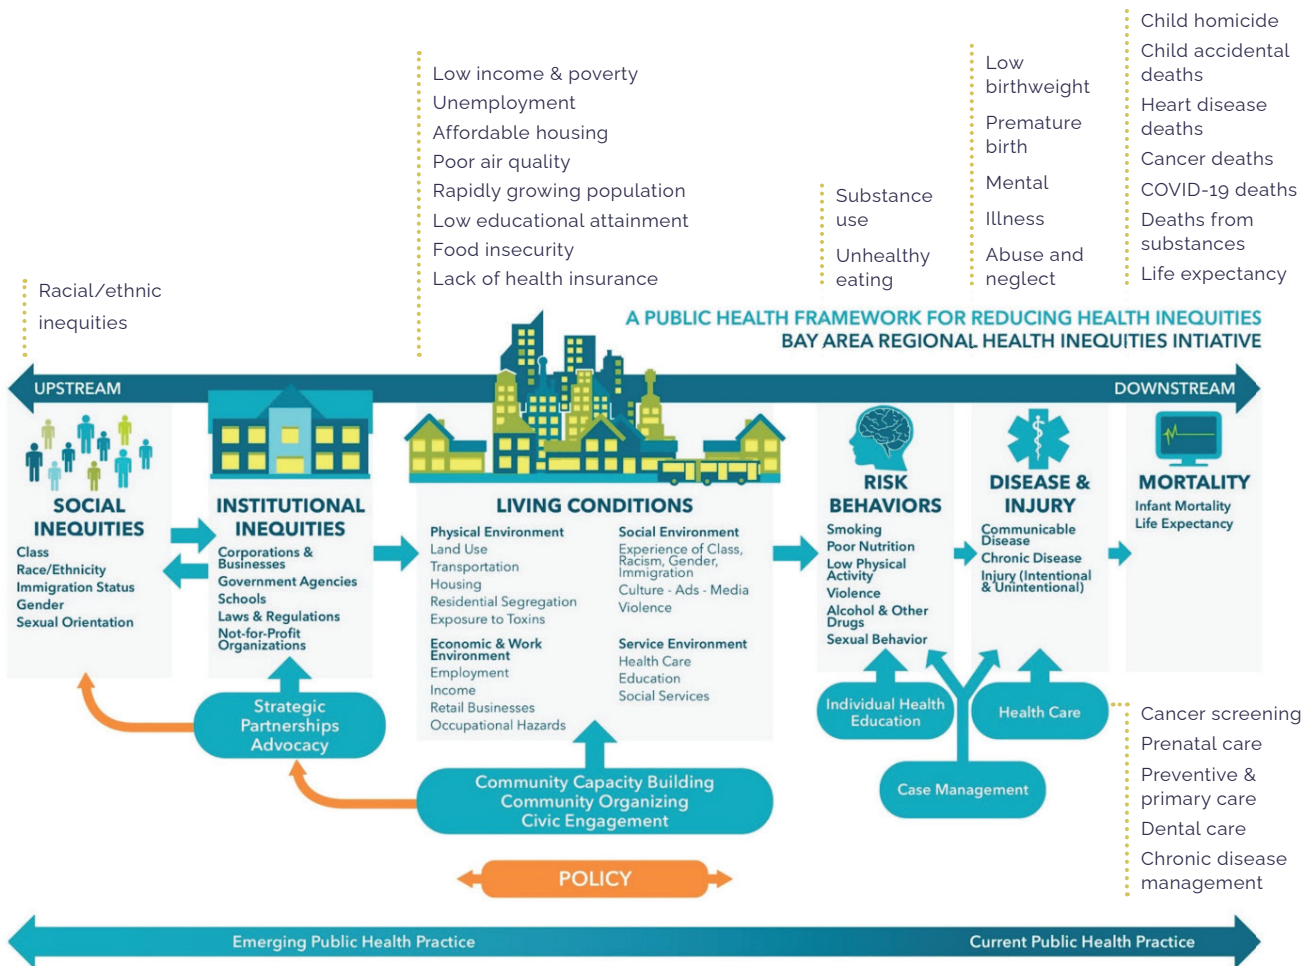 Child homicide
Child accidental
deaths
Heart disease
deaths
Cancer deaths
COVID-19 deaths
Deaths from
substances
Life expectancy
Low
birthweight
Premature
birth
Mental
Illness
Abuse and
neglect
Low income & poverty
Unemployment
Affordable housing
Poor air quality
Rapidly growing population
Low educational attainment
Food insecurity
Lack of health insurance
Substance
use
Unhealthy
eating
Racial/ethnic
inequities
A PUBLIC HEALTH FRAMEWORK FOR REDUCING HEALTH INEQUITIES
BAY AREA REGIONAL HEALTH INEQUITIES INTIATIVE
UPSTREAM
DOWNSTREAM
SOCIAL
INEQUITIES
Class
Race/Ethnicity
Immigration Status
Gender
Sexual Orientation
INSTITUTIONAL
INEQUITIES
Corporations &
Businesses
Government Agencies
Schools
Laws & Regulations
Not-for-Profit
Organizations
LIVING CONDITIONS
Physical Environment
Land Use
Transportation
Housing
Residential Segregation
Exposure to Toxins
Economic & Work
Environment
Employment
Income
Retail Businesses
Occupational Hazards
Social Environment
Experience of Class,
Racism, Gender,
Immigration
Culture - Ads - Media
Violence
Service Environment
Health Care
Education
Social Services
RISK
BEHAVIORS
Smoking
Poor Nutrition
Low Physical
Activity
Violence
Alcohol & Other
Drugs
Sexual Behavior
DISEASE &
INJURY
Communicable
Disease
Chronic Disease
Injury (Intentional
& Unintentional)
MORTALITY
Infant Mortality
Life Expectancy
Strategic
Partnerships
Advocacy
Individual Health
Education
Health Care
Case Management
Community Capacity Building
Community Organizing
Civic Engagement
Cancer screening
Prenatal care
Preventive &
primary care
Dental care
Chronic disease
management
POLICY
Emerging Public Health Practice
Current Public Health Practice